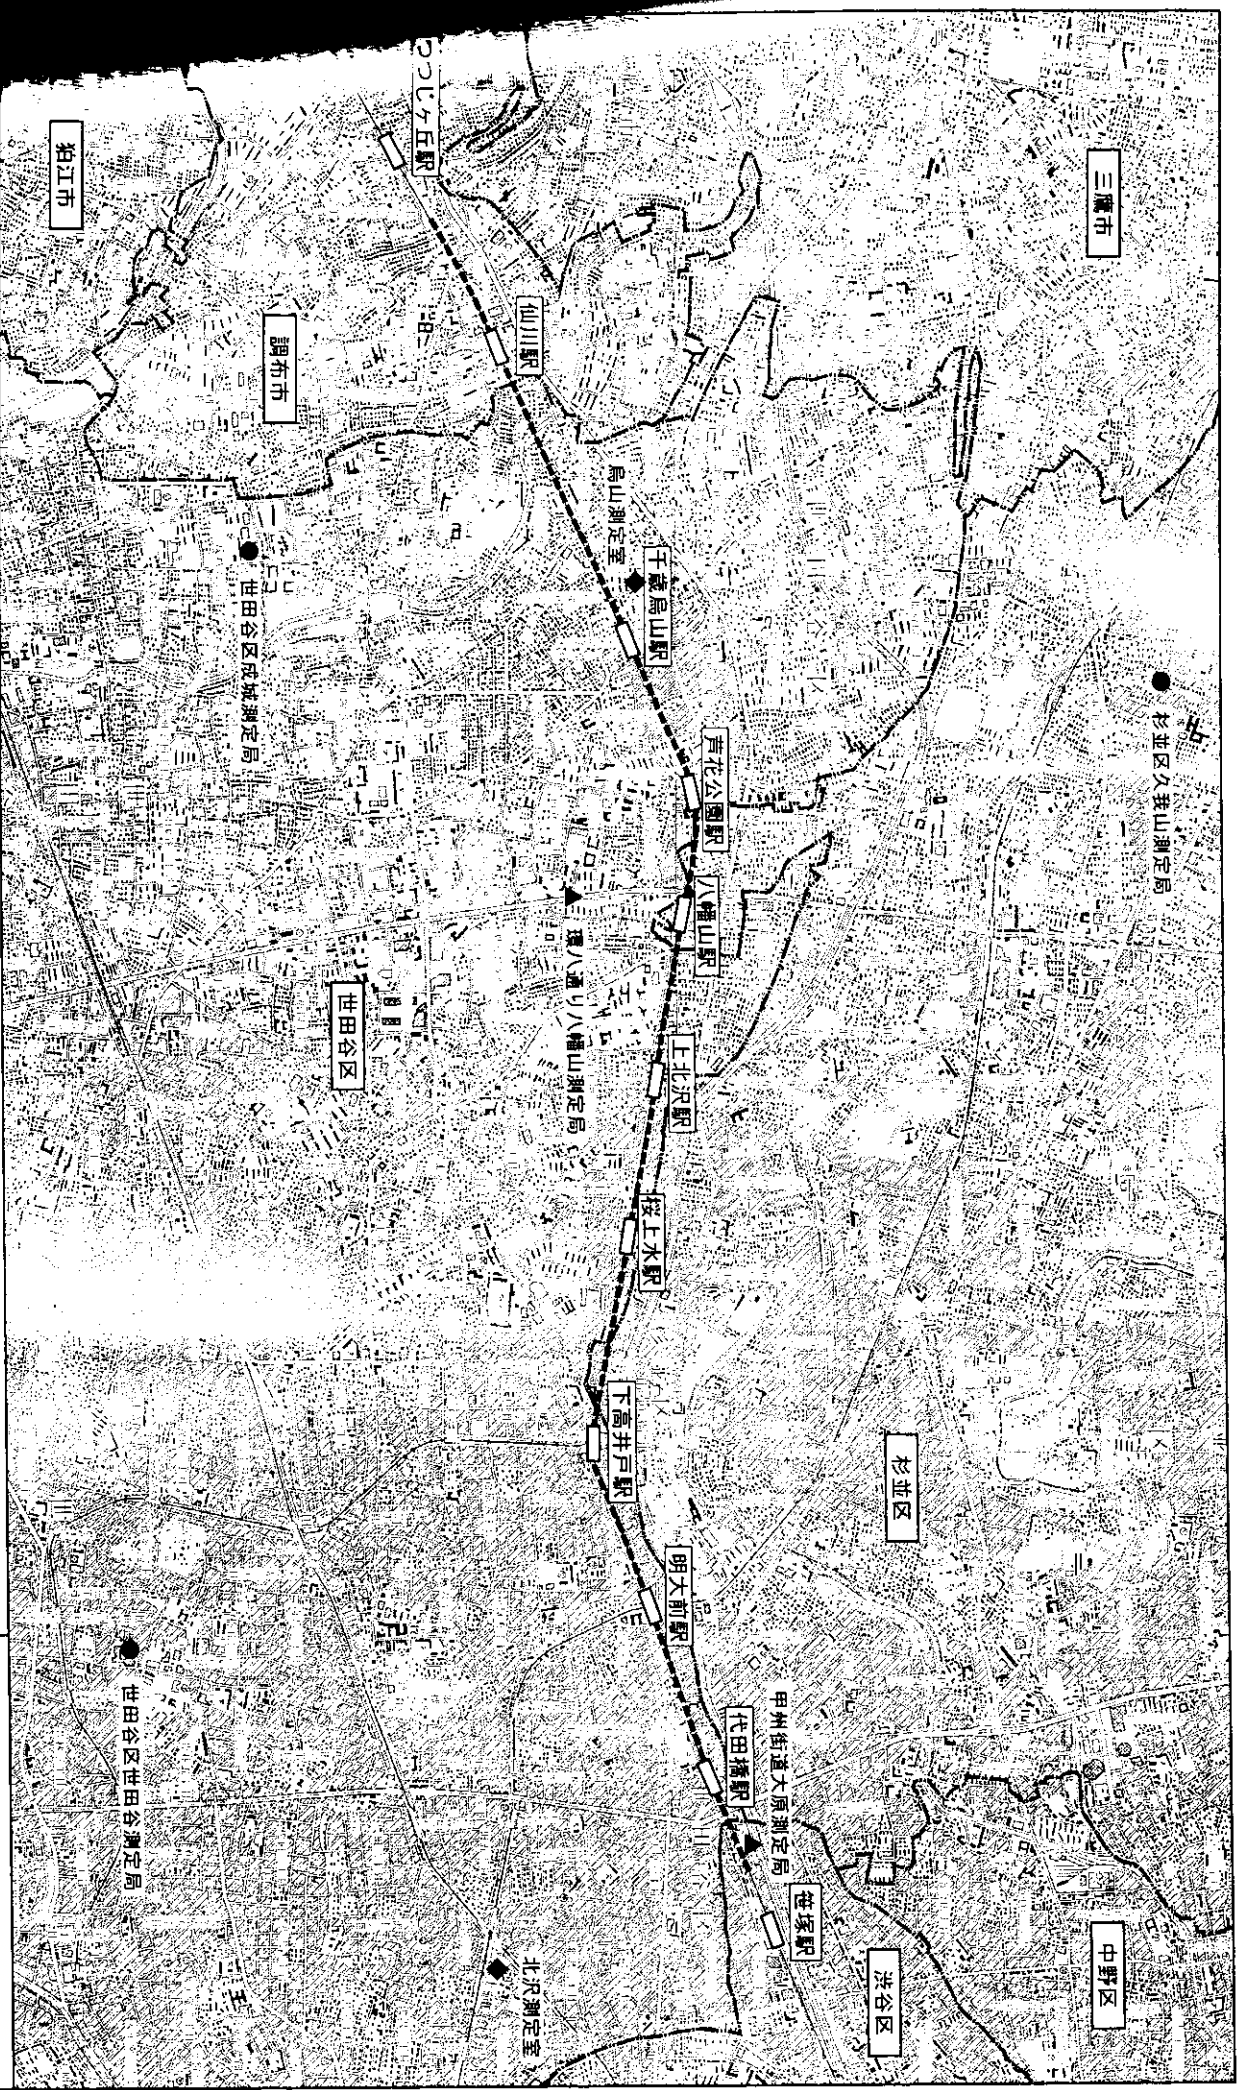 三鷹市
狛江市
調布市
世田谷区
杉並区
渋谷区
中野区
つつじヶ丘駅
仙川駅
千歳烏山駅
芦花公園駅
八幡山駅
上北沢駅
桜上水駅
下高井戸駅
明大前駅
代田橋駅
笹塚駅
烏山測定室
世田谷区成城測定局
杉並区久我山測定局
環八通り八幡山測定局
甲州街道大原測定局
世田谷区世田谷測定局
北沢測定室